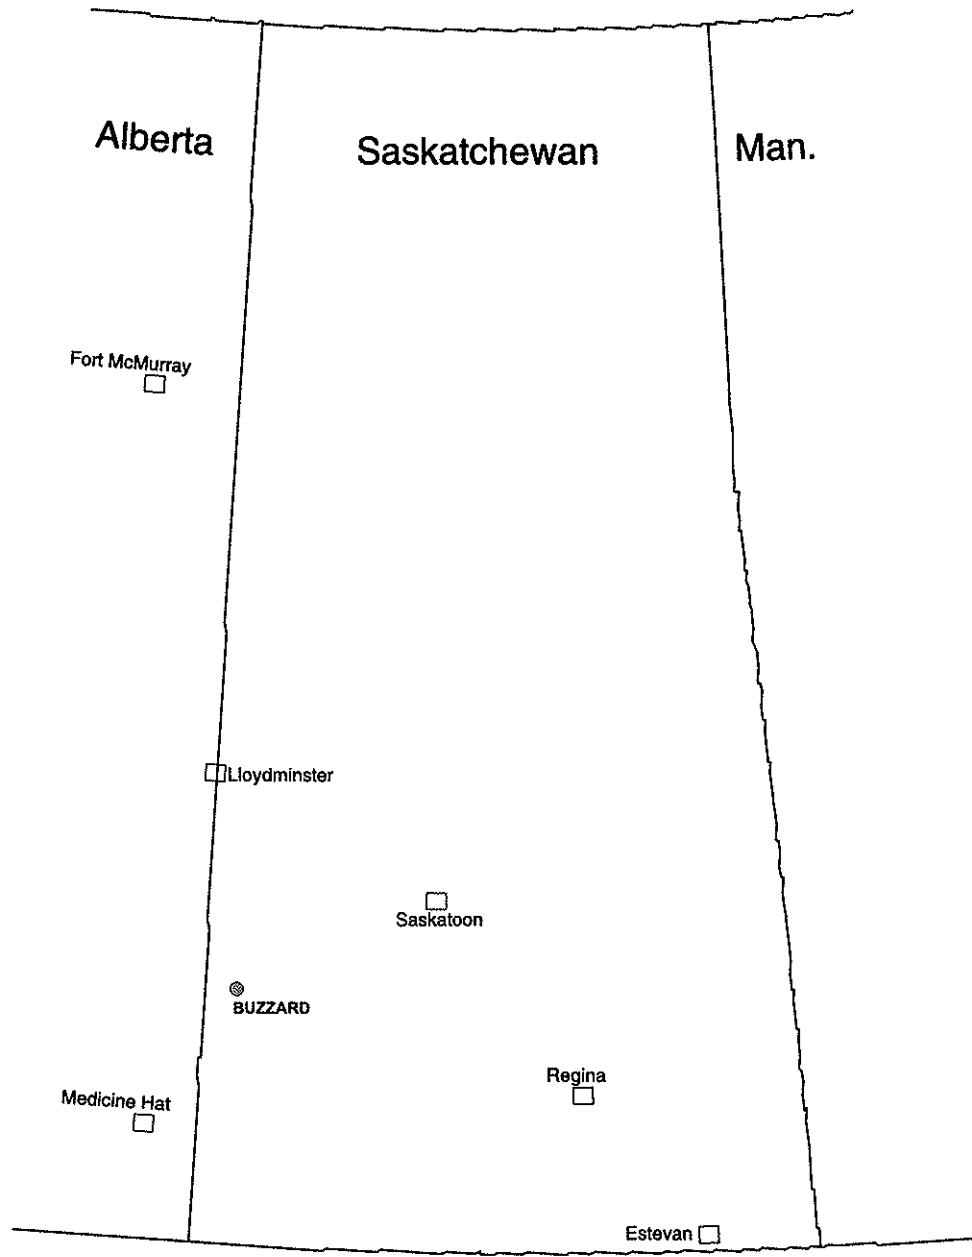 Alberta
Saskatchewan
Man.
Fort McMurray
Lloydminster
Saskatoon
BUZZARD
Regina
Medicine Hat
Estevan